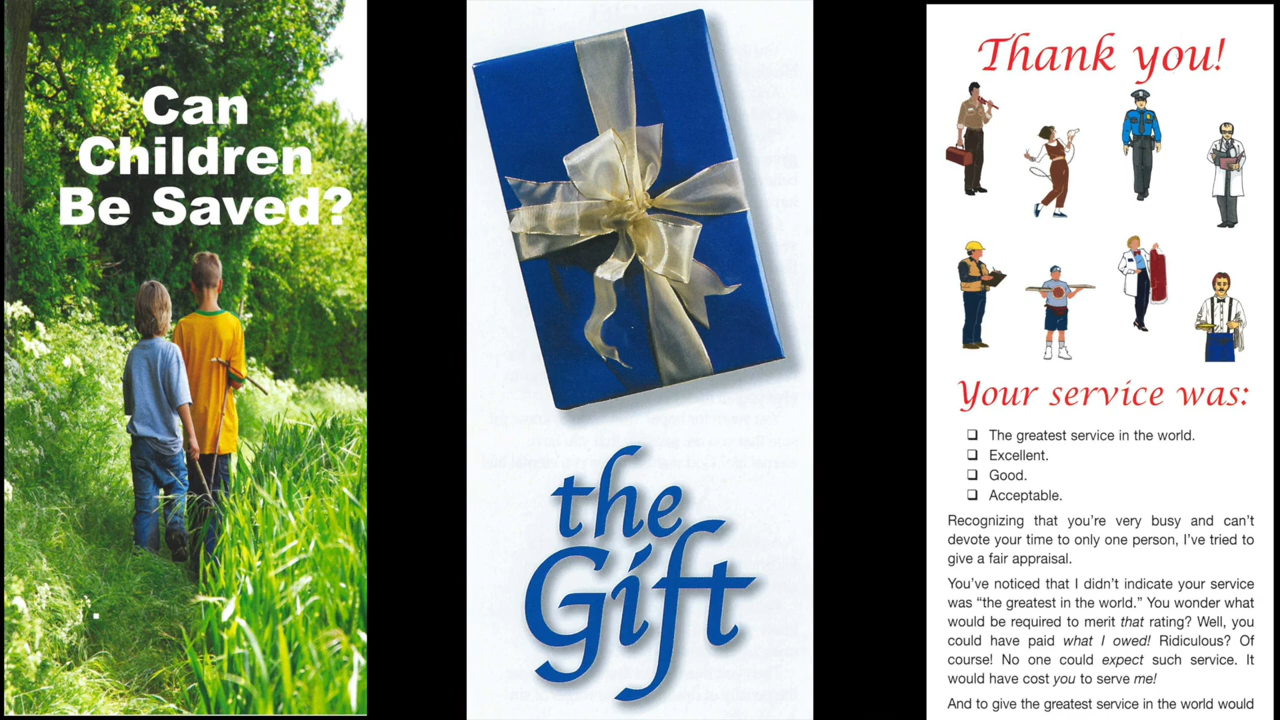 Can
Children
Be Saved?
the
Gift
Thank you!
Your service was:
❑ The greatest service in the world.
❑ Excellent.
❑ Good.
❑ Acceptable.
Recognizing that you’re very busy and can’t
devote your time to only one person, I’ve tried to
give a fair appraisal.
You’ve noticed that I didn’t indicate your service
was “the greatest in the world.” You wonder what
would be required to merit that rating? Well, you
could have paid what I owed! Ridiculous? Of
course! No one could expect such service. It
would have cost you to serve me!
And to give the greatest service in the world would